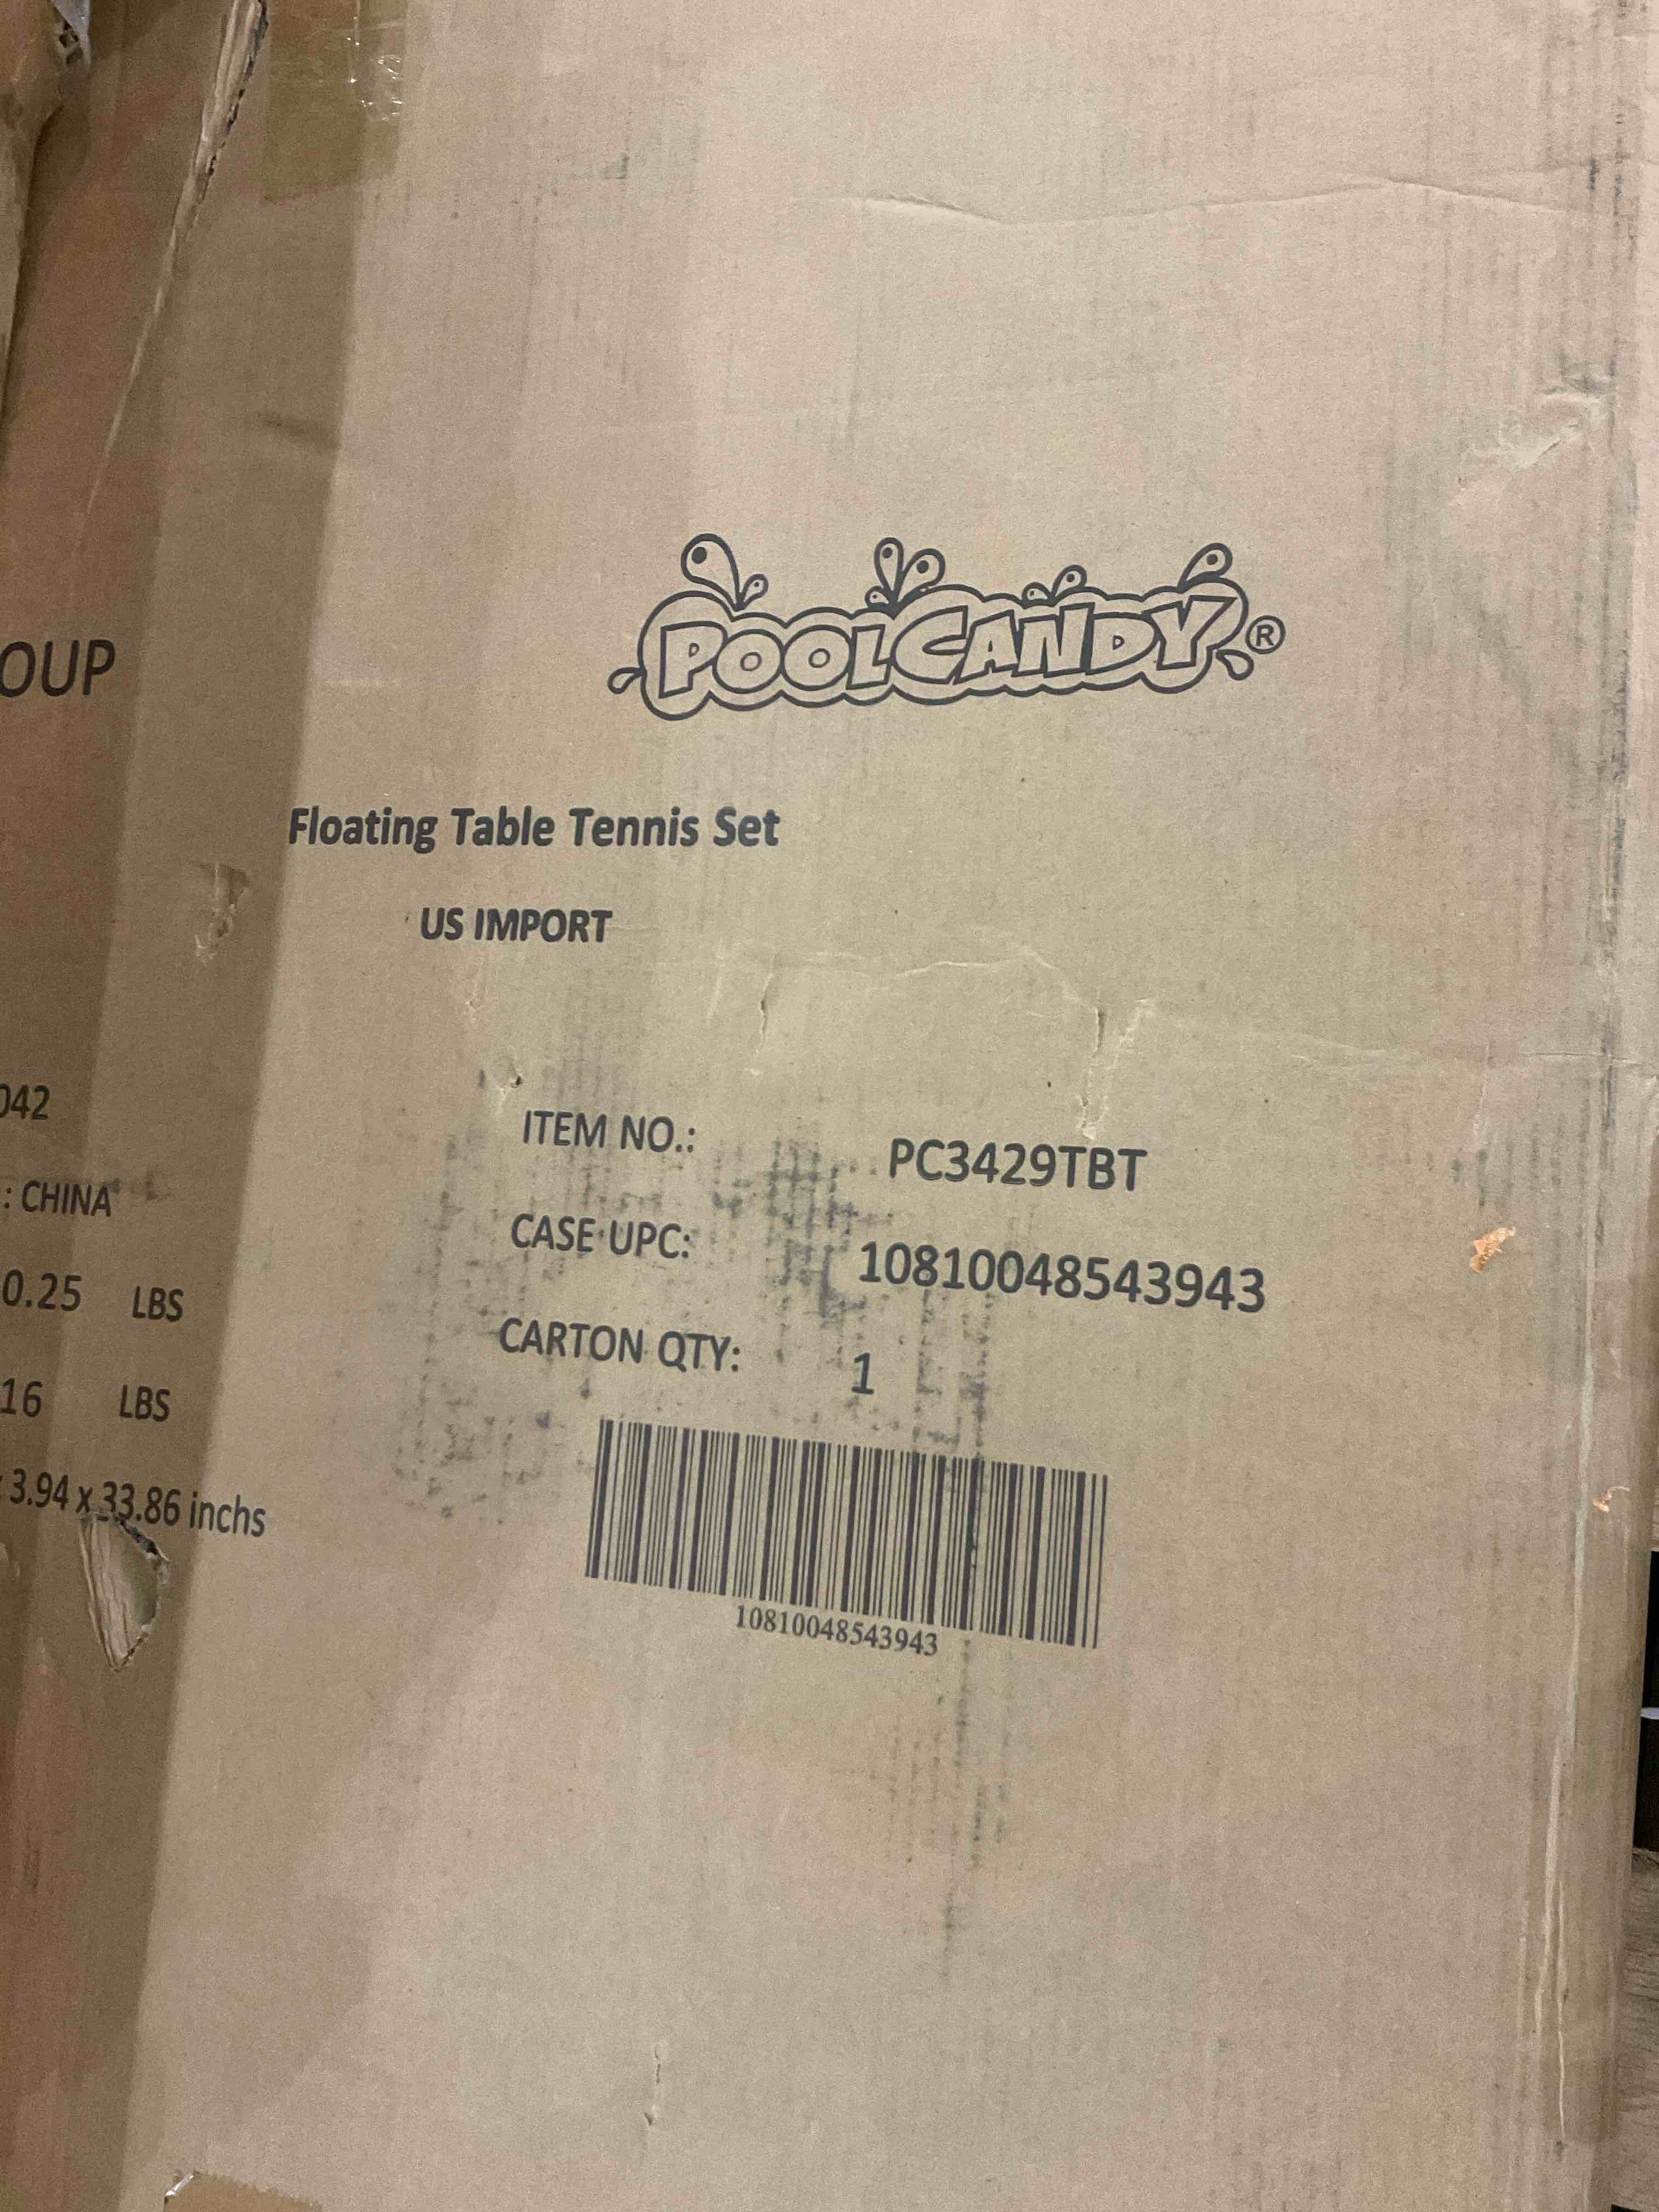 POOLCANDY®
Floating Table Tennis Set
US IMPORT
ITEM NO.: PC3429TBT
CASE UPC: 10810048543943
CARTON QTY: 1
10810048543943
OUP
042
: CHINA
0.25 LBS
16 LBS
3.94 x 33.86 inchs